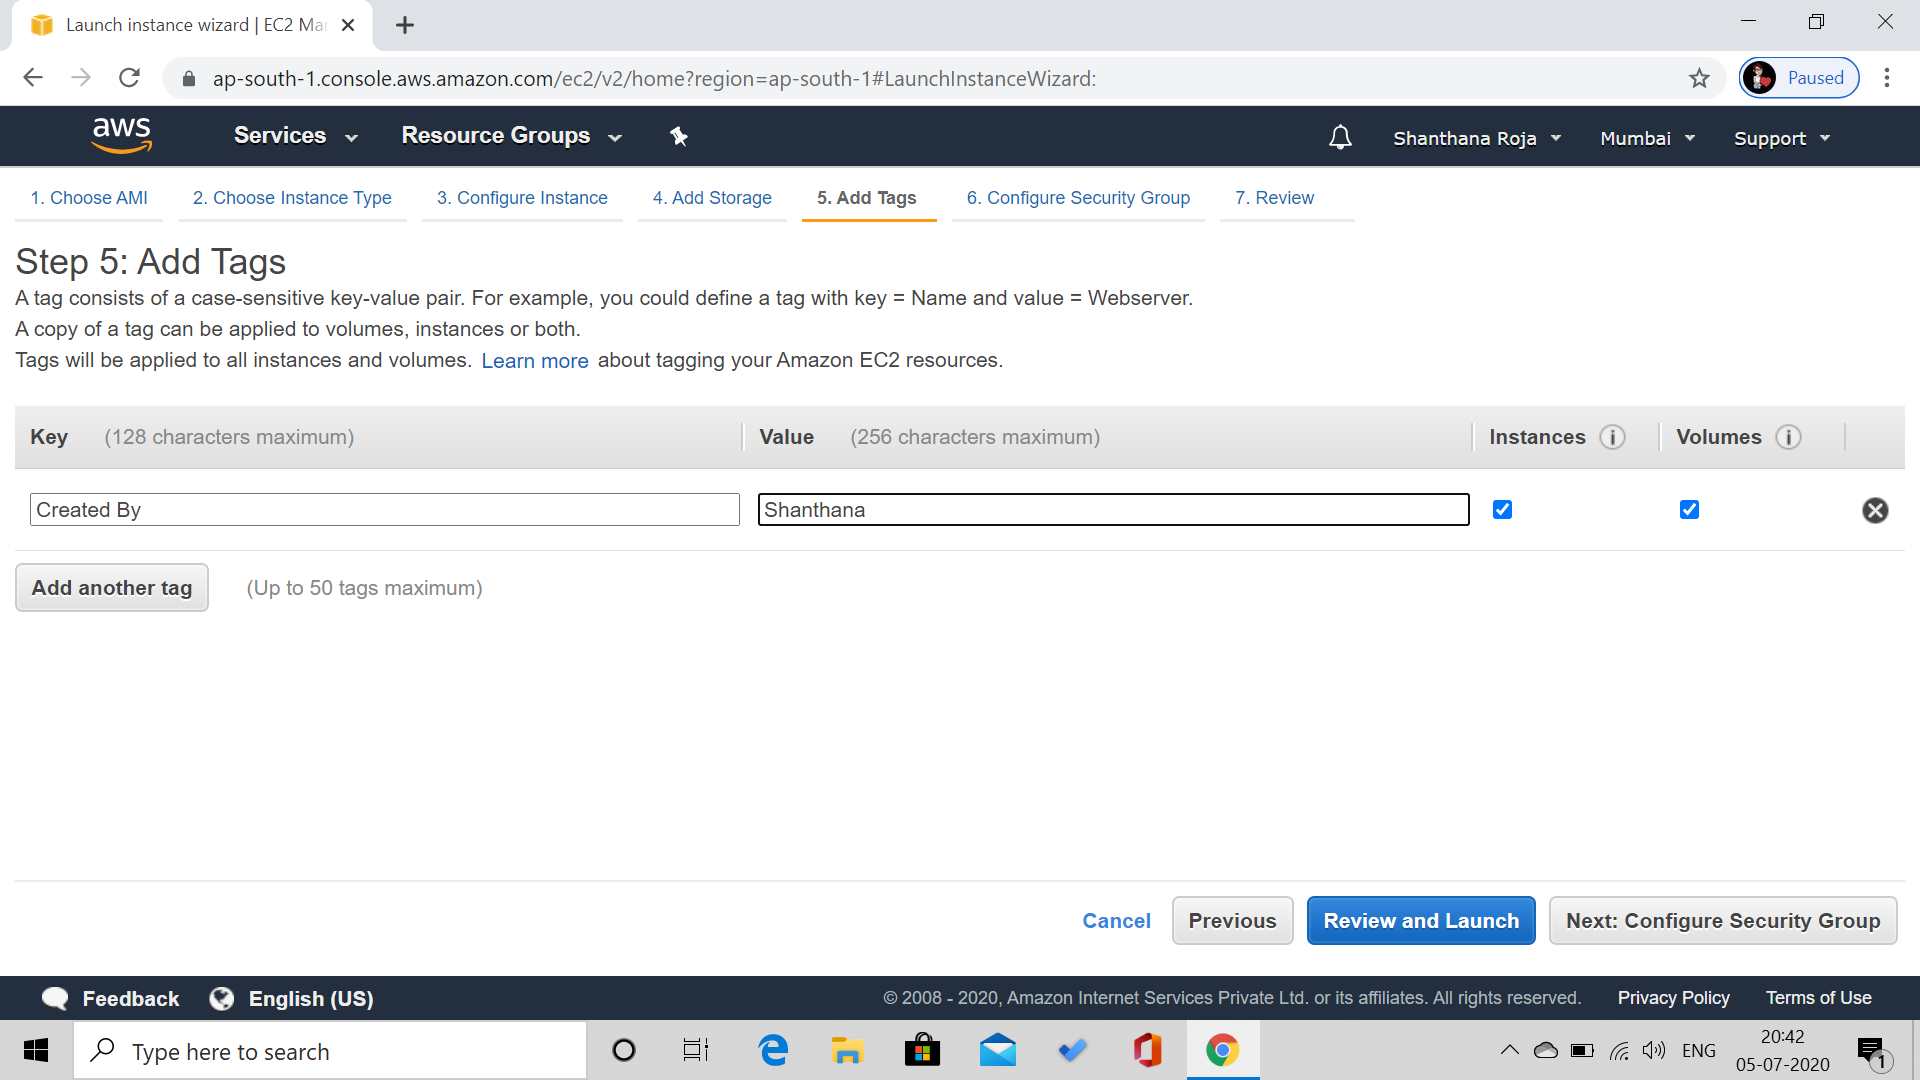 Launch instance wizard | EC2 Ma
ap-south-1.console.aws.amazon.com/ec2/v2/home?region=ap-south-1#LaunchInstanceWizard:
Paused
aws Services Resource Groups Shanthana Roja Mumbai Support
1. Choose AMI 2. Choose Instance Type 3. Configure Instance 4. Add Storage 5. Add Tags 6. Configure Security Group 7. Review
Step 5: Add Tags
A tag consists of a case-sensitive key-value pair. For example, you could define a tag with key = Name and value = Webserver.
A copy of a tag can be applied to volumes, instances or both.
Tags will be applied to all instances and volumes. Learn more about tagging your Amazon EC2 resources.
Key (128 characters maximum) Value (256 characters maximum) Instances i Volumes i
Created By Shanthana
Add another tag (Up to 50 tags maximum)
Cancel Previous Review and Launch Next: Configure Security Group
Feedback English (US) © 2008 - 2020, Amazon Internet Services Private Ltd. or its affiliates. All rights reserved. Privacy Policy Terms of Use
Type here to search ENG 20:42
05-07-2020 1